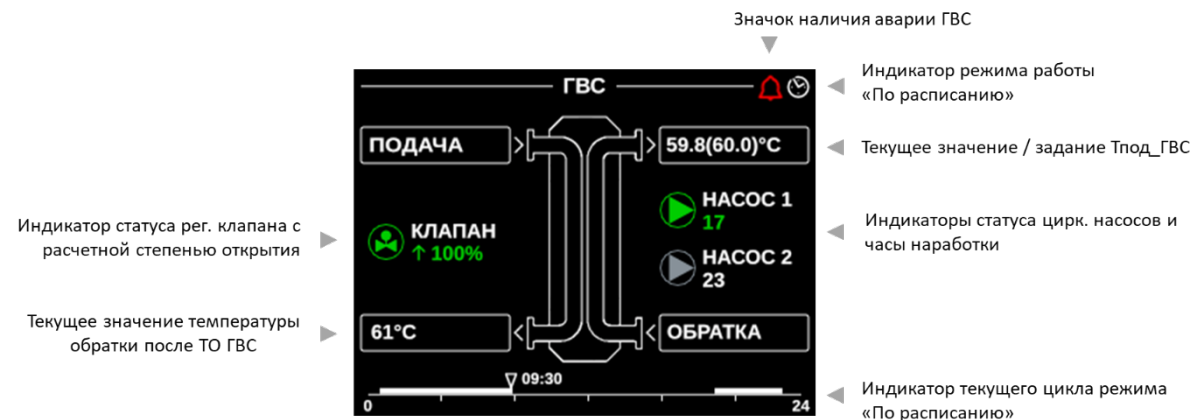 Значок наличия аварии ГВС
Индикатор режима работы
«По расписанию»
ГВС
ПОДАЧА
59.8(60.0)°C
Текущее значение / задание Тпод_ГВС
НАСОС 1
17
Индикатор статуса рег. клапана с
расчетной степенью открытия
КЛАПАН
↑ 100%
Индикаторы статуса цирк. насосов и
часы наработки
НАСОС 2
23
Текущее значение температуры
обратки после ТО ГВС
61°C
ОБРАТКА
09:30
0
24
Индикатор текущего цикла режима
«По расписанию»